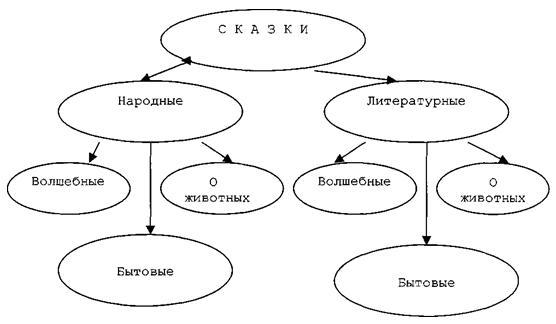 С К А З К И
Народные
Литературные
Волшебные
О
животных
Волшебные
О
животных
Бытовые
Бытовые